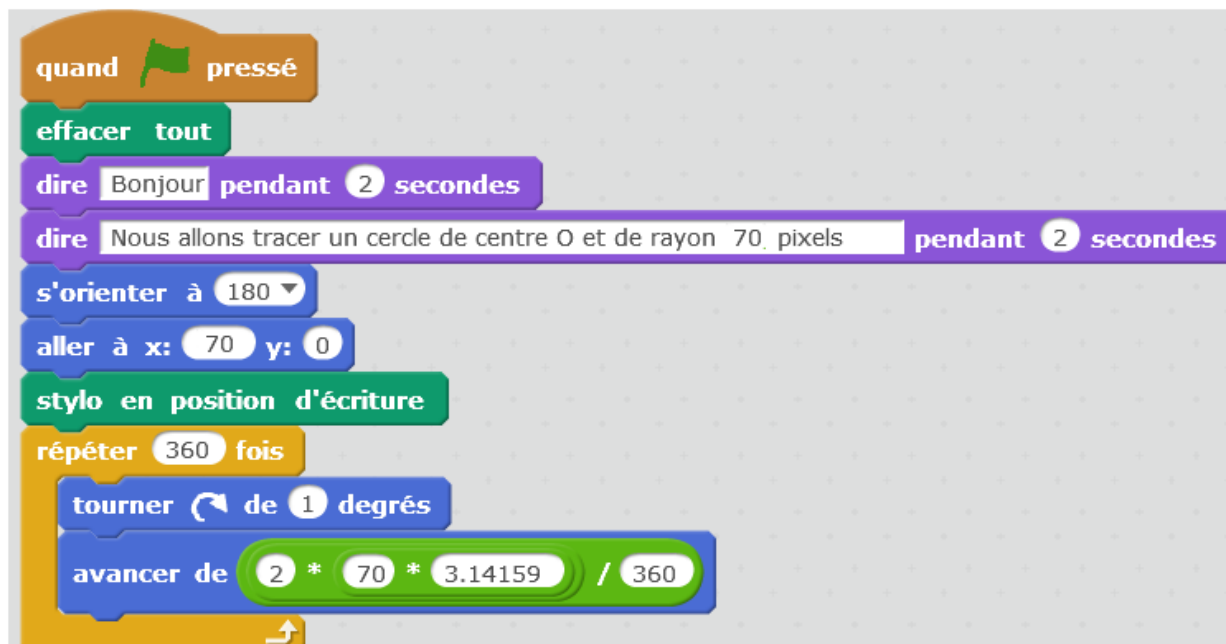 quand pressé
effacer tout
dire Bonjour pendant 2 secondes
dire Nous allons tracer un cercle de centre O et de rayon 70 pixels pendant 2 secondes
s'orienter à 180
aller à x: 70 y: 0
stylo en position d'écriture
répéter 360 fois
tourner de 1 degrés
avancer de 2 * 70 * 3.14159 / 360